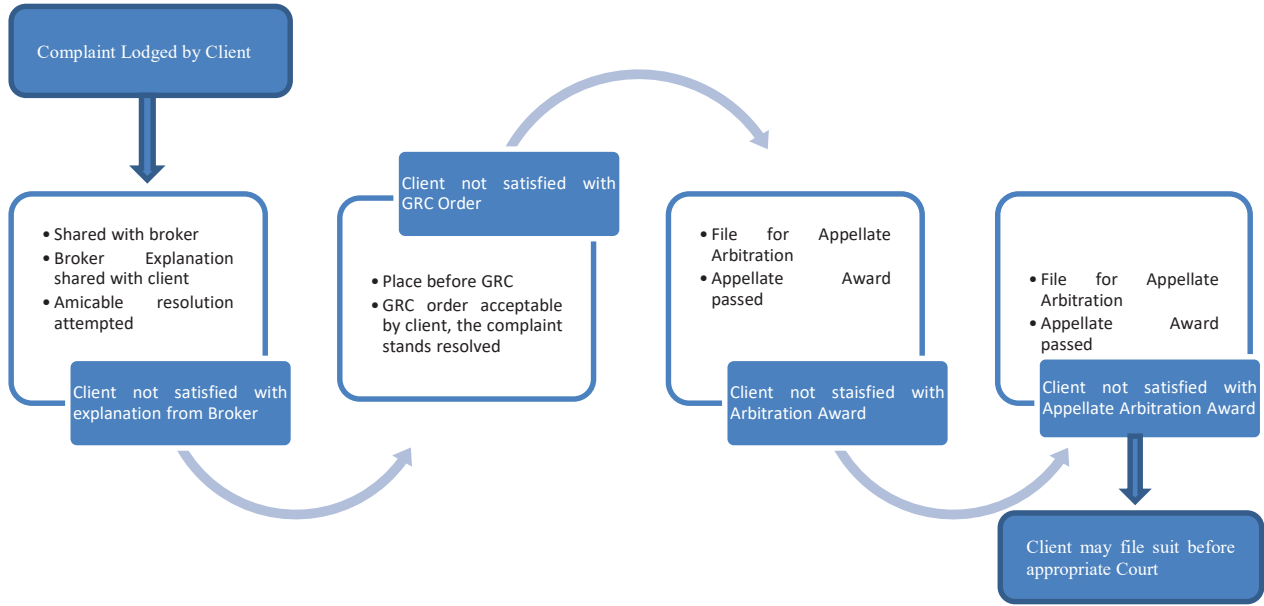 Complaint Lodged by Client
• Shared with broker
• Broker Explanation
shared with client
• Amicable resolution
attempted
Client not satisfied with
explanation from Broker
Client not satisfied with
GRC Order
• Place before GRC
• GRC order acceptable
by client, the complaint
stands resolved
• File for Appellate
Arbitration
• Appellate Award
passed
Client not staisfied with
Arbitration Award
• File for Appellate
Arbitration
• Appellate Award
passed
Client not satisfied with
Appellate Arbitration Award
Client may file suit before
appropriate Court